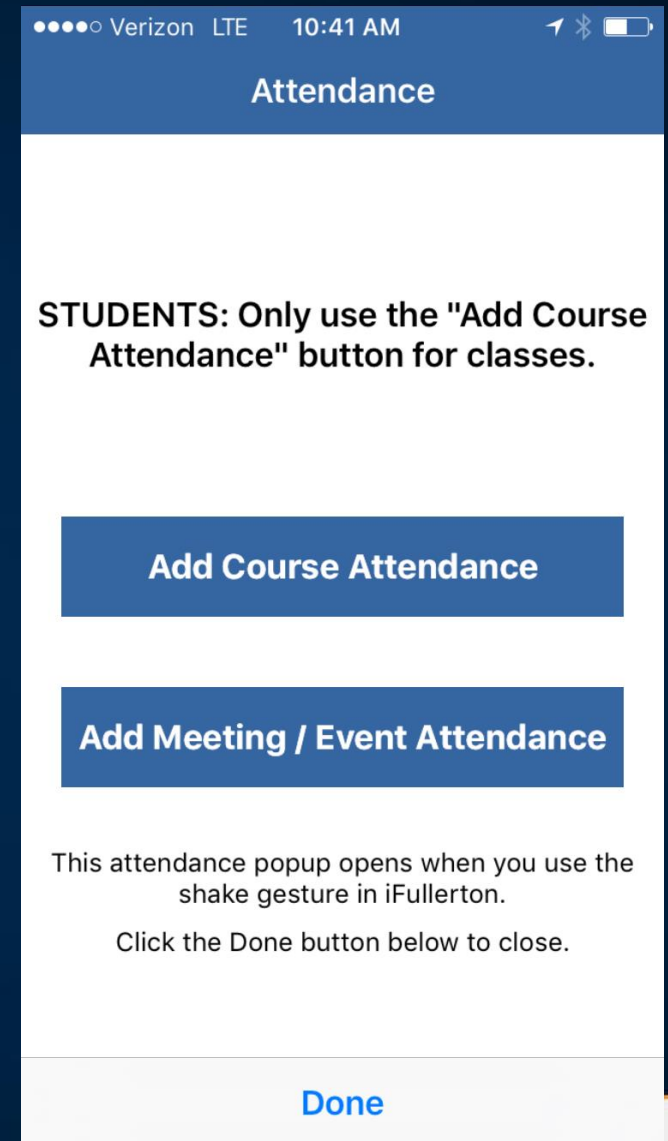 Verizon LTE 10:41 AM
Attendance
STUDENTS: Only use the "Add Course
Attendance" button for classes.
Add Course Attendance
Add Meeting / Event Attendance
This attendance popup opens when you use the
shake gesture in iFullerton.
Click the Done button below to close.
Done